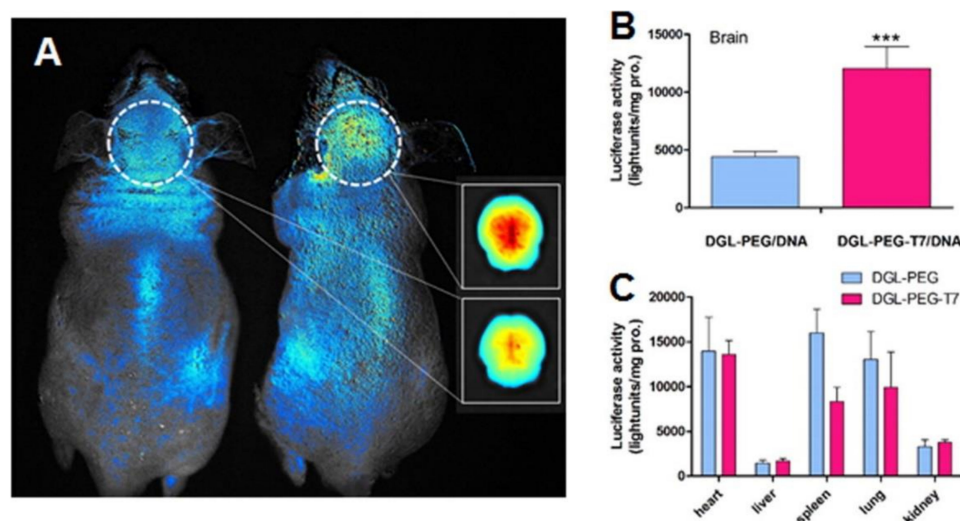 A
B
Brain
***
Luciferase activity
(lightunits/mg pro.)
15000
10000
5000
0
DGL-PEG/DNA
DGL-PEG-T7/DNA
C
DGL-PEG
DGL-PEG-T7
Luciferase activity
(lightunits/mg pro.)
20000
15000
10000
5000
0
heart
liver
spleen
lung
kidney